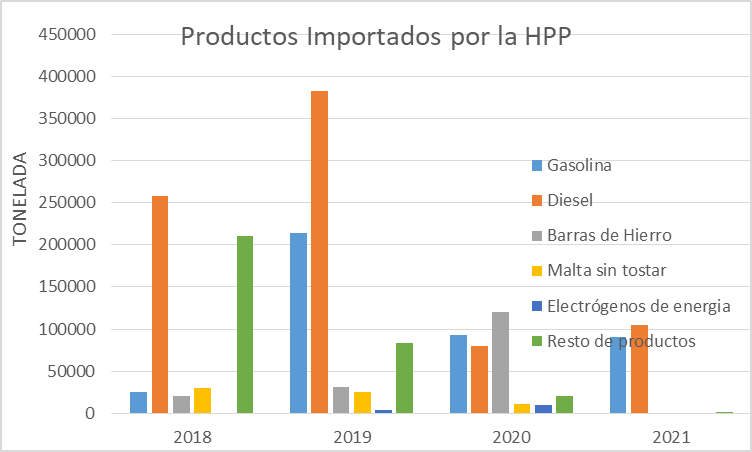 Productos Importados por la HPP
450000
400000
350000
300000
250000
200000
150000
100000
50000
0
TONELADA
2018
2019
2020
2021
Gasolina
Diesel
Barras de Hierro
Malta sin tostar
Electrógenos de energia
Resto de productos